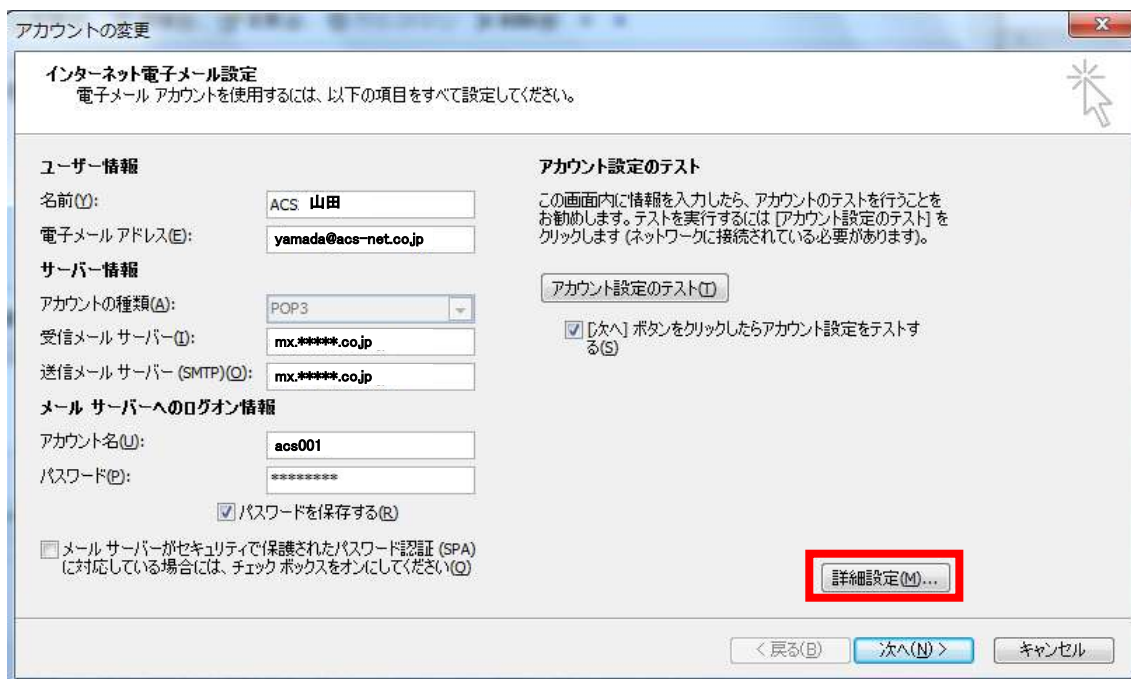 アカウントの変更
インターネット電子メール設定
電子メール アカウントを使用するには、以下の項目をすべて設定してください。
ユーザー情報
名前(Y):
ACS 山田
電子メール アドレス(E):
yamada@acs-net.co.jp
サーバー情報
アカウントの種類(A):
POP3
受信メール サーバー(I):
mx.*****.co.jp
送信メール サーバー (SMTP)(O):
mx.*****.co.jp
メール サーバーへのログオン情報
アカウント名(U):
acs001
パスワード(P):
********
パスワードを保存する(R)
メール サーバーがセキュリティで保護されたパスワード認証 (SPA)
に対応している場合には、チェック ボックスをオンにしてください(Q)
アカウント設定のテスト
この画面内に情報を入力したら、アカウントのテストを行うことを
お勧めします。テストを実行するには [アカウント設定のテスト] を
クリックします (ネットワークに接続されている必要があります)。
アカウント設定のテスト(T)
[次へ] ボタンをクリックしたらアカウント設定をテストす
る(S)
詳細設定(M)...
< 戻る(B)
次へ(N) >
キャンセル